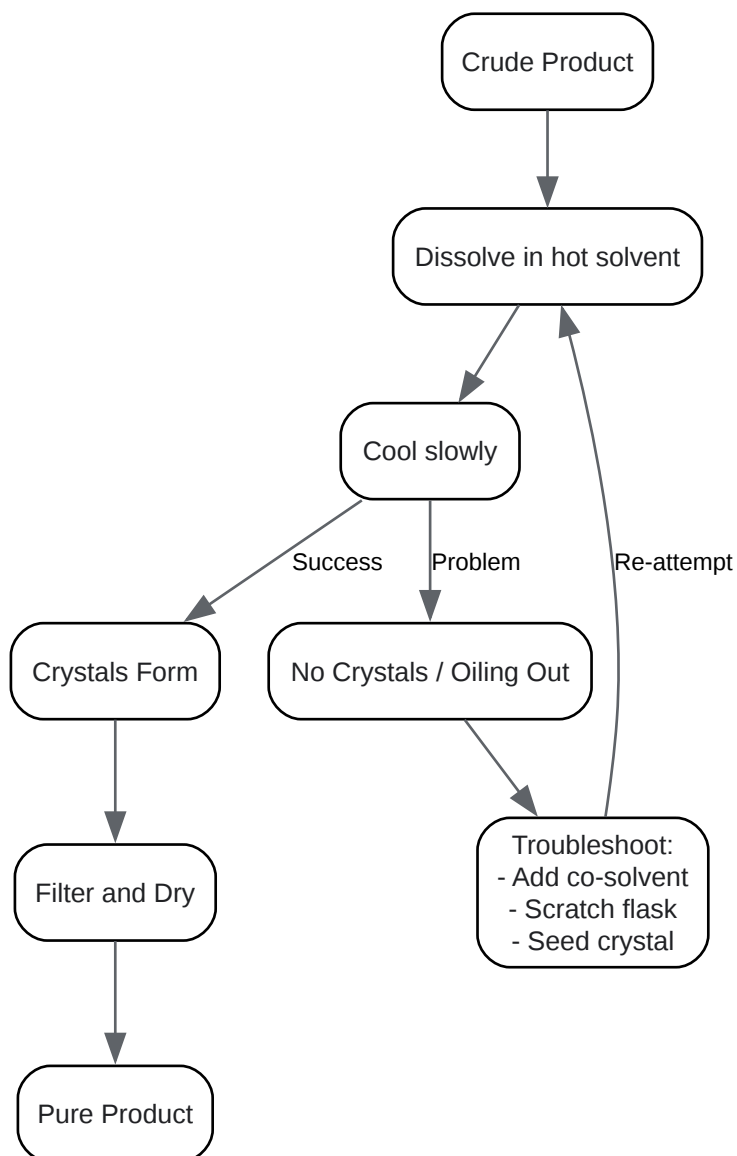 Crude Product
Dissolve in hot solvent
Cool slowly
Success
Problem
Re-attempt
Crystals Form
No Crystals / Oiling Out
Troubleshoot:
- Add co-solvent
- Scratch flask
- Seed crystal
Filter and Dry
Pure Product